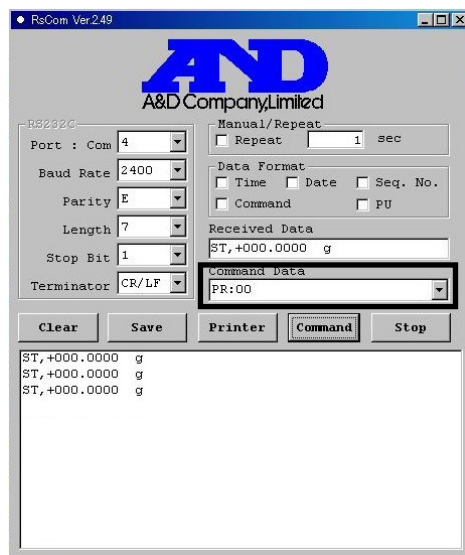 RsCom Ver.2.49
AND
A&D Company,Limited
RS232C
Port : Com 4
Baud Rate 2400
Parity E
Length 7
Stop Bit 1
Terminator CR/LF
Manual/Repeat
Repeat 1 sec
Data Format
Time Date Seq. No.
Command PU
Received Data
ST,+000.0000 g
Command Data
PR:00
Clear Save Printer Command Stop
ST,+000.0000 g
ST,+000.0000 g
ST,+000.0000 g